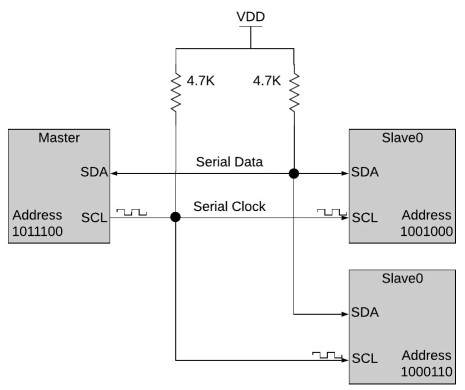 VDD
4.7K
4.7K
Master
SDA
Address
1011100
SCL
Serial Data
Serial Clock
Slave0
SDA
SCL
Address
1001000
Slave0
SDA
SCL
Address
1000110